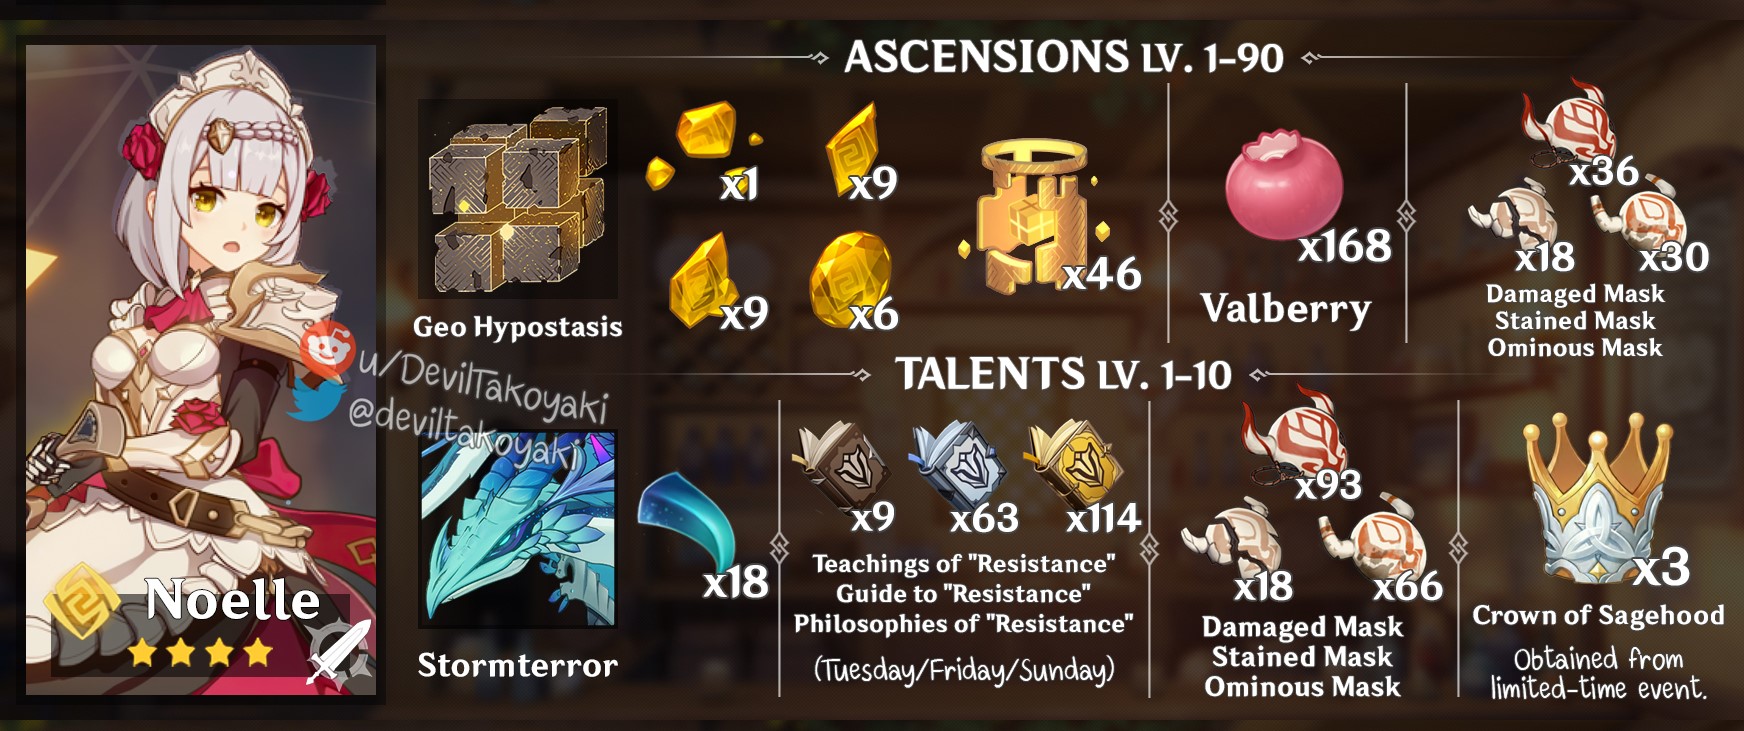 ASCENSIONS LV. 1-90
x1
x9
x9
x6
x46
x168
x36
x18
x30
Geo Hypostasis
Valberry
Damaged Mask
Stained Mask
Ominous Mask
u/DevilTakoyaki
@deviltakoyaki
TALENTS LV. 1-10
x18
x9
x63
x114
x93
x18
x66
x3
Teachings of "Resistance"
Guide to "Resistance"
Philosophies of "Resistance"
(Tuesday/Friday/Sunday)
Damaged Mask
Stained Mask
Ominous Mask
Crown of Sagehood
Obtained from
limited-time event.
Noelle
Stormterror